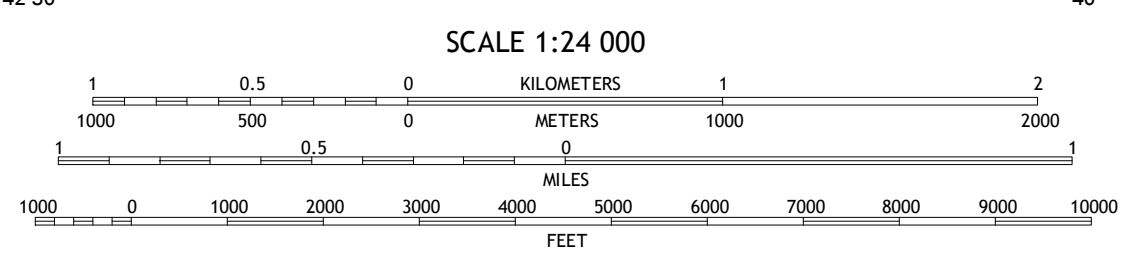 42'30"
40'
SCALE 1:24 000
1 0.5 0 KILOMETERS 1 2
1000 500 0 METERS 1000 2000
1 0.5 0 1
MILES
1000 0 1000 2000 3000 4000 5000 6000 7000 8000 9000 10000
FEET